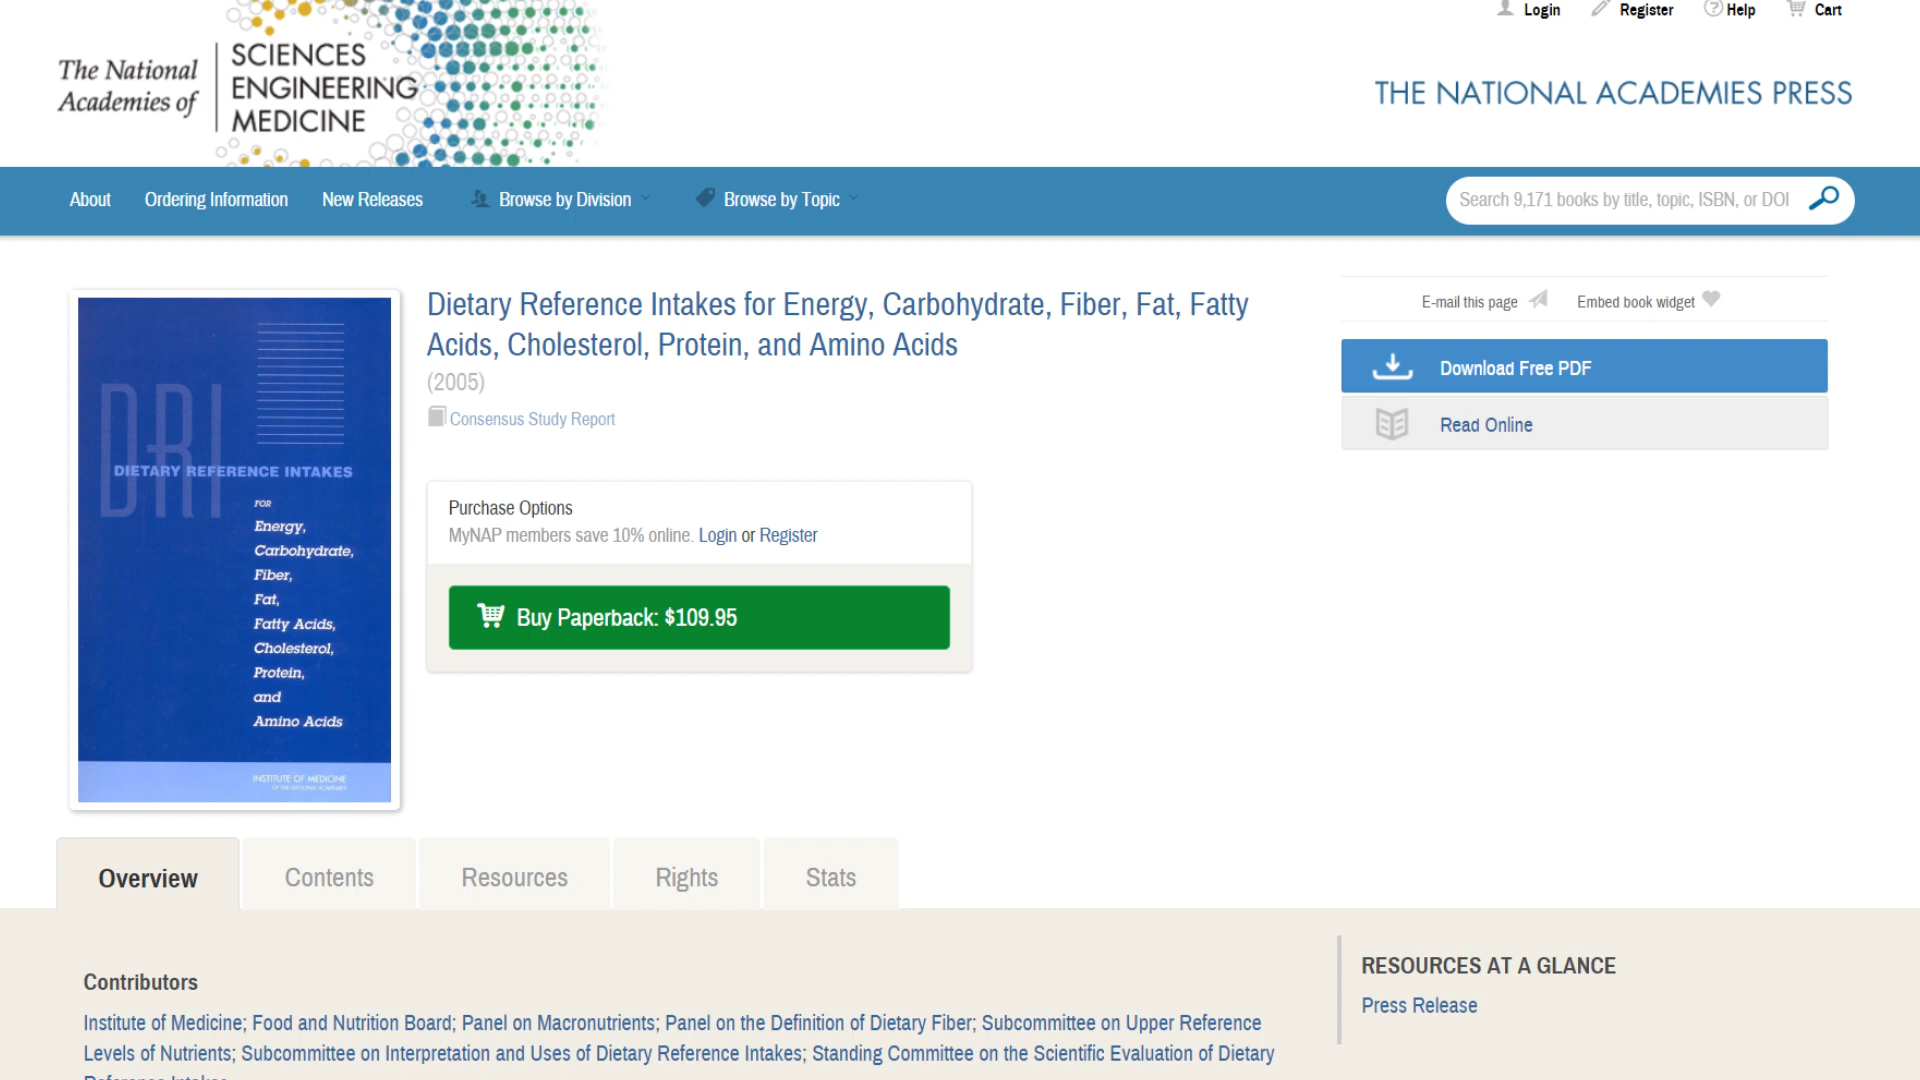 Login
Register
Help
Cart
The National
Academies of
SCIENCES
ENGINEERING
MEDICINE
THE NATIONAL ACADEMIES PRESS
About
Ordering Information
New Releases
Browse by Division
Browse by Topic
Search 9,171 books by title, topic, ISBN, or DOI
DRI
DIETARY REFERENCE INTAKES
FOR
Energy,
Carbohydrate,
Fiber,
Fat,
Fatty Acids,
Cholesterol,
Protein,
and
Amino Acids
INSTITUTE OF MEDICINE
OF THE NATIONAL ACADEMIES
Dietary Reference Intakes for Energy, Carbohydrate, Fiber, Fat, Fatty
Acids, Cholesterol, Protein, and Amino Acids
(2005)
Consensus Study Report
Purchase Options
MyNAP members save 10% online. Login or Register
Buy Paperback: $109.95
E-mail this page
Embed book widget
Download Free PDF
Read Online
Overview
Contents
Resources
Rights
Stats
Contributors
Institute of Medicine; Food and Nutrition Board; Panel on Macronutrients; Panel on the Definition of Dietary Fiber; Subcommittee on Upper Reference
Levels of Nutrients; Subcommittee on Interpretation and Uses of Dietary Reference Intakes; Standing Committee on the Scientific Evaluation of Dietary
Reference Intakes
RESOURCES AT A GLANCE
Press Release